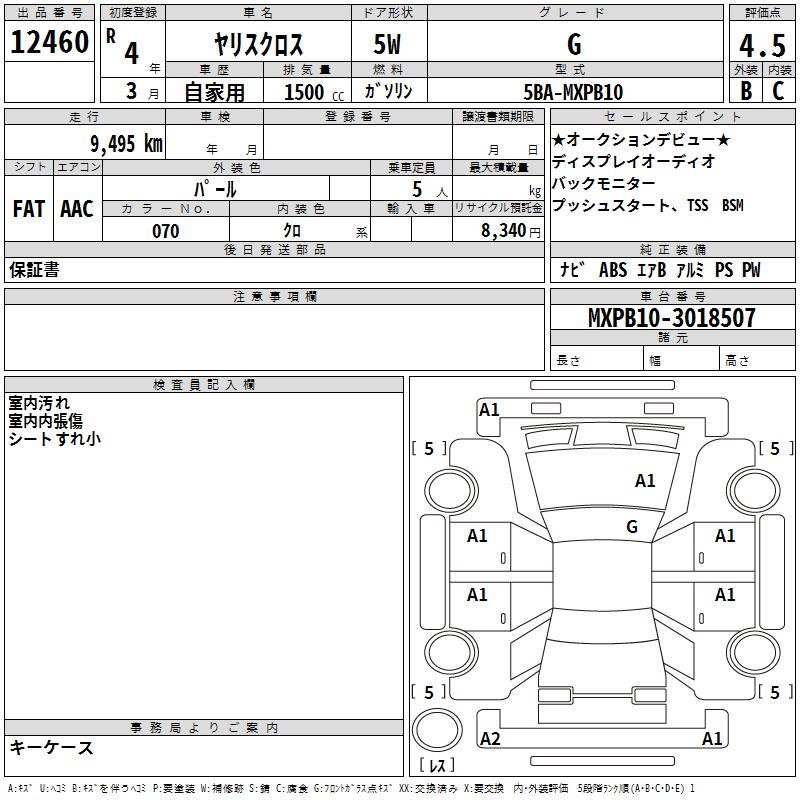 出品番号
12460
初度登録
R 4 年
3 月
車名
ヤリスクロス
ドア形状
5W
グレード
G
評価点
4.5
車歴
自家用
排気量
1500 CC
燃料
ｶﾞｿﾘﾝ
型式
5BA-MXPB10
外装 内装
B C
走行
9,495 km
車検
年 月
登録番号
譲渡書類期限
月 日
シフト
FAT
エアコン
AAC
外装色
ﾊﾟｰﾙ
乗車定員
5 人
最大積載量
kg
カラーNo.
070
内装色
ｸﾛ 系
輸入車
リサイクル預託金
8,340 円
後日発送部品
保証書
セールスポイント
★オークションデビュー★
ディスプレイオーディオ
バックモニター
プッシュスタート、TSS BSM
純正装備
ﾅﾋﾞ ABS ｴｱB ｱﾙﾐ PS PW
注意事項欄
車台番号
MXPB10-3018507
諸元
長さ 幅 高さ
検査員記入欄
室内汚れ
室内内張傷
シートすれ小
事務局よりご案内
キーケース
A1
[ 5 ] [ 5 ]
A1
G
A1 A1
A1 A1
[ 5 ] [ 5 ]
A2 A1
[ ﾚｽ ]
A:ｷｽﾞ U:ﾍｺﾐ B:ｷｽﾞを伴うﾍｺﾐ P:要塗装 W:補修跡 S:錆 C:腐食 G:ﾌﾛﾝﾄｶﾞﾗｽ点ｷｽﾞ XX:交換済み X:要交換 内・外装評価 5段階ﾗﾝｸ順(A・B・C・D・E) 1